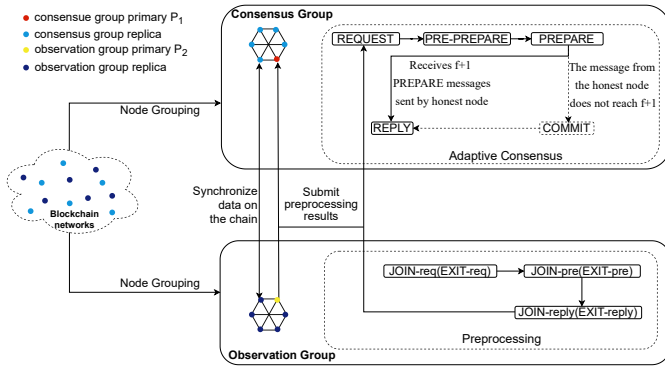 consensue group primary P1
consensus group replica
observation group primary P2
observation group replica
Consensus Group
REQUEST
PRE-PREPARE
PREPARE
Receives f+1
PREPARE messages
sent by honest node
The message from
the honest node
does not reach f+1
REPLY
COMMIT
Adaptive Consensus
Node Grouping
Blockchain
networks
Synchronize
data on
the chain
Submit
preprocessing
results
Node Grouping
JOIN-req(EXIT-req)
JOIN-pre(EXIT-pre)
JOIN-reply(EXIT-reply)
Preprocessing
Observation Group